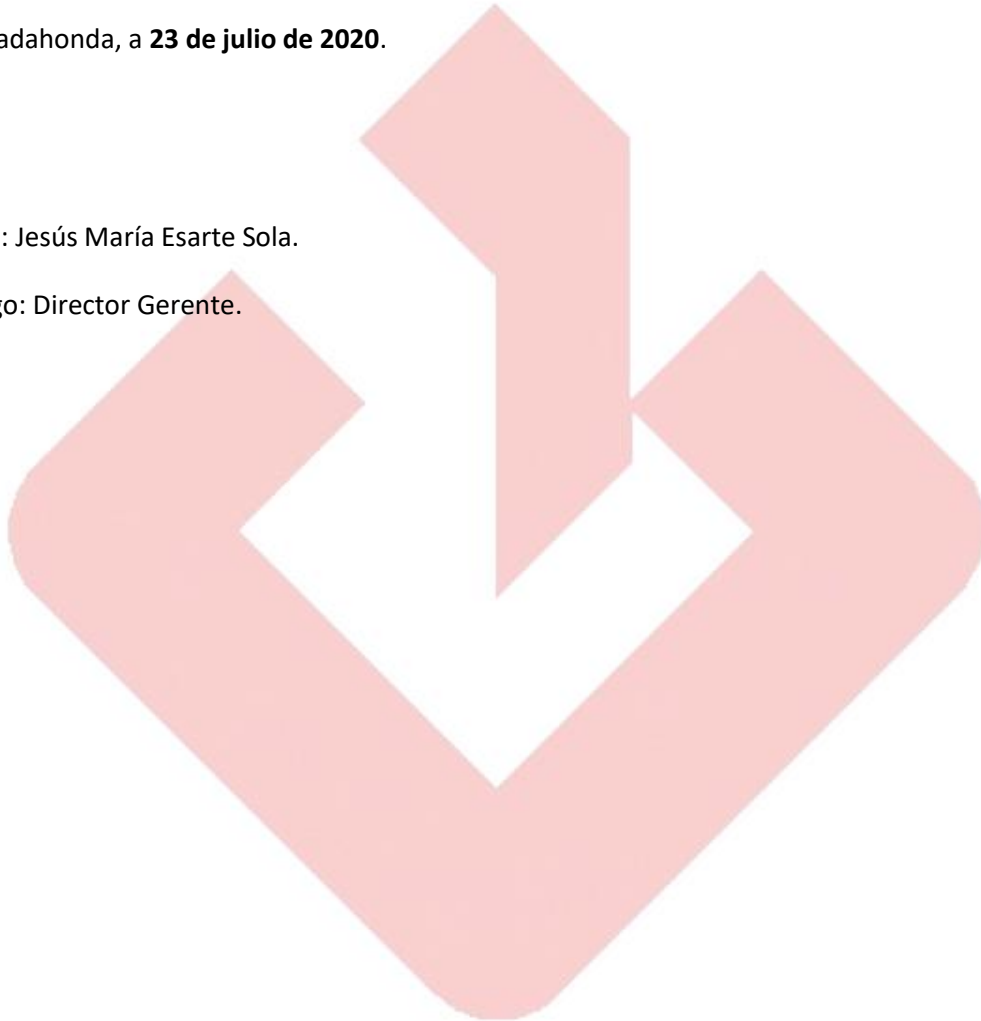 adahonda, a 23 de julio de 2020.
: Jesús María Esarte Sola.
go: Director Gerente.